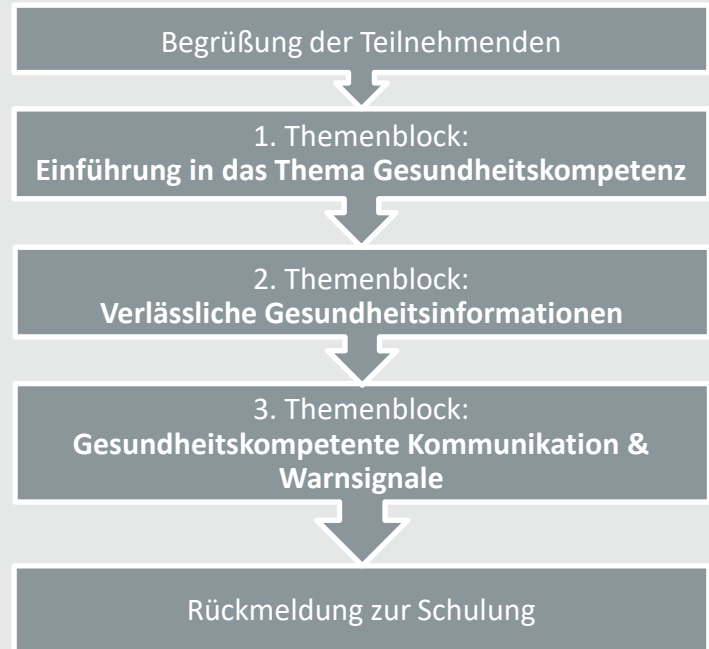 Begrüßung der Teilnehmenden
1. Themenblock:
Einführung in das Thema Gesundheitskompetenz
2. Themenblock:
Verlässliche Gesundheitsinformationen
3. Themenblock:
Gesundheitskompetente Kommunikation &
Warnsignale
Rückmeldung zur Schulung